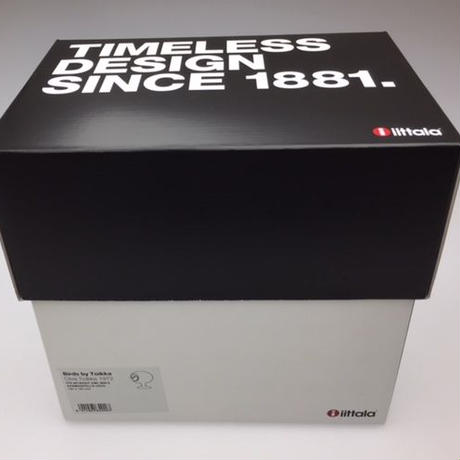 TIMELESS
DESIGN
SINCE 1881.
iittala
Birds by Toikka
Oiva Toikka 1972
iittala